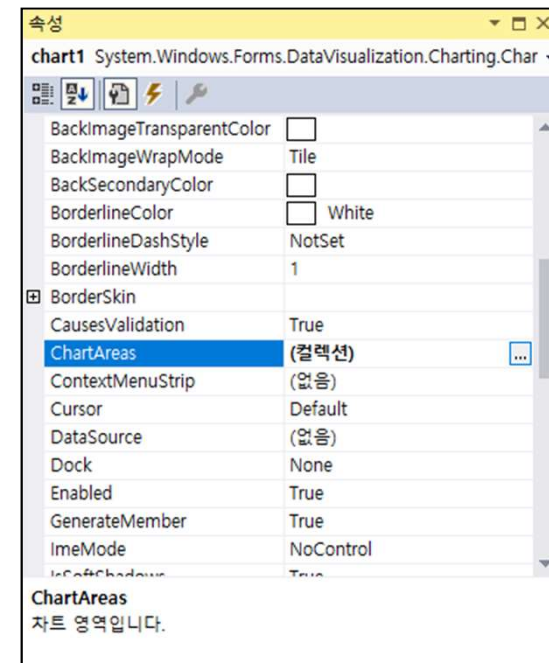 속성
chart1 System.Windows.Forms.DataVisualization.Charting.Char
BackImageTransparentColor
BackImageWrapMode Tile
BackSecondaryColor
BorderlineColor White
BorderlineDashStyle NotSet
BorderlineWidth 1
BorderSkin
CausesValidation True
ChartAreas (컬렉션) ...
ContextMenuStrip (없음)
Cursor Default
DataSource (없음)
Dock None
Enabled True
GenerateMember True
ImeMode NoControl
IsSoftShadows True
ChartAreas
차트 영역입니다.